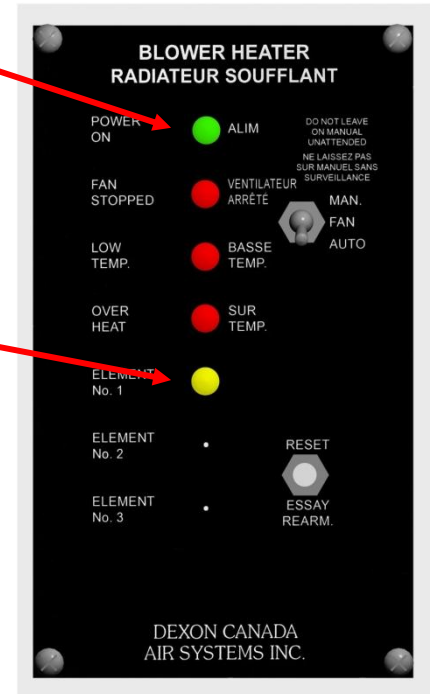 BLOWER HEATER
RADIATEUR SOUFFLANT
POWER
ON
ALIM
DO NOT LEAVE
ON MANUAL
UNATTENDED
NE LAISSEZ PAS
SUR MANUEL SANS
SURVEILLANCE
FAN
STOPPED
VENTILATEUR
ARRÊTÉ
MAN.
FAN
AUTO
LOW
TEMP.
BASSE
TEMP.
OVER
HEAT
SUR
TEMP.
ELEMENT
No. 1
ELEMENT
No. 2
RESET
ELEMENT
No. 3
ESSAY
REARM.
DEXON CANADA
AIR SYSTEMS INC.